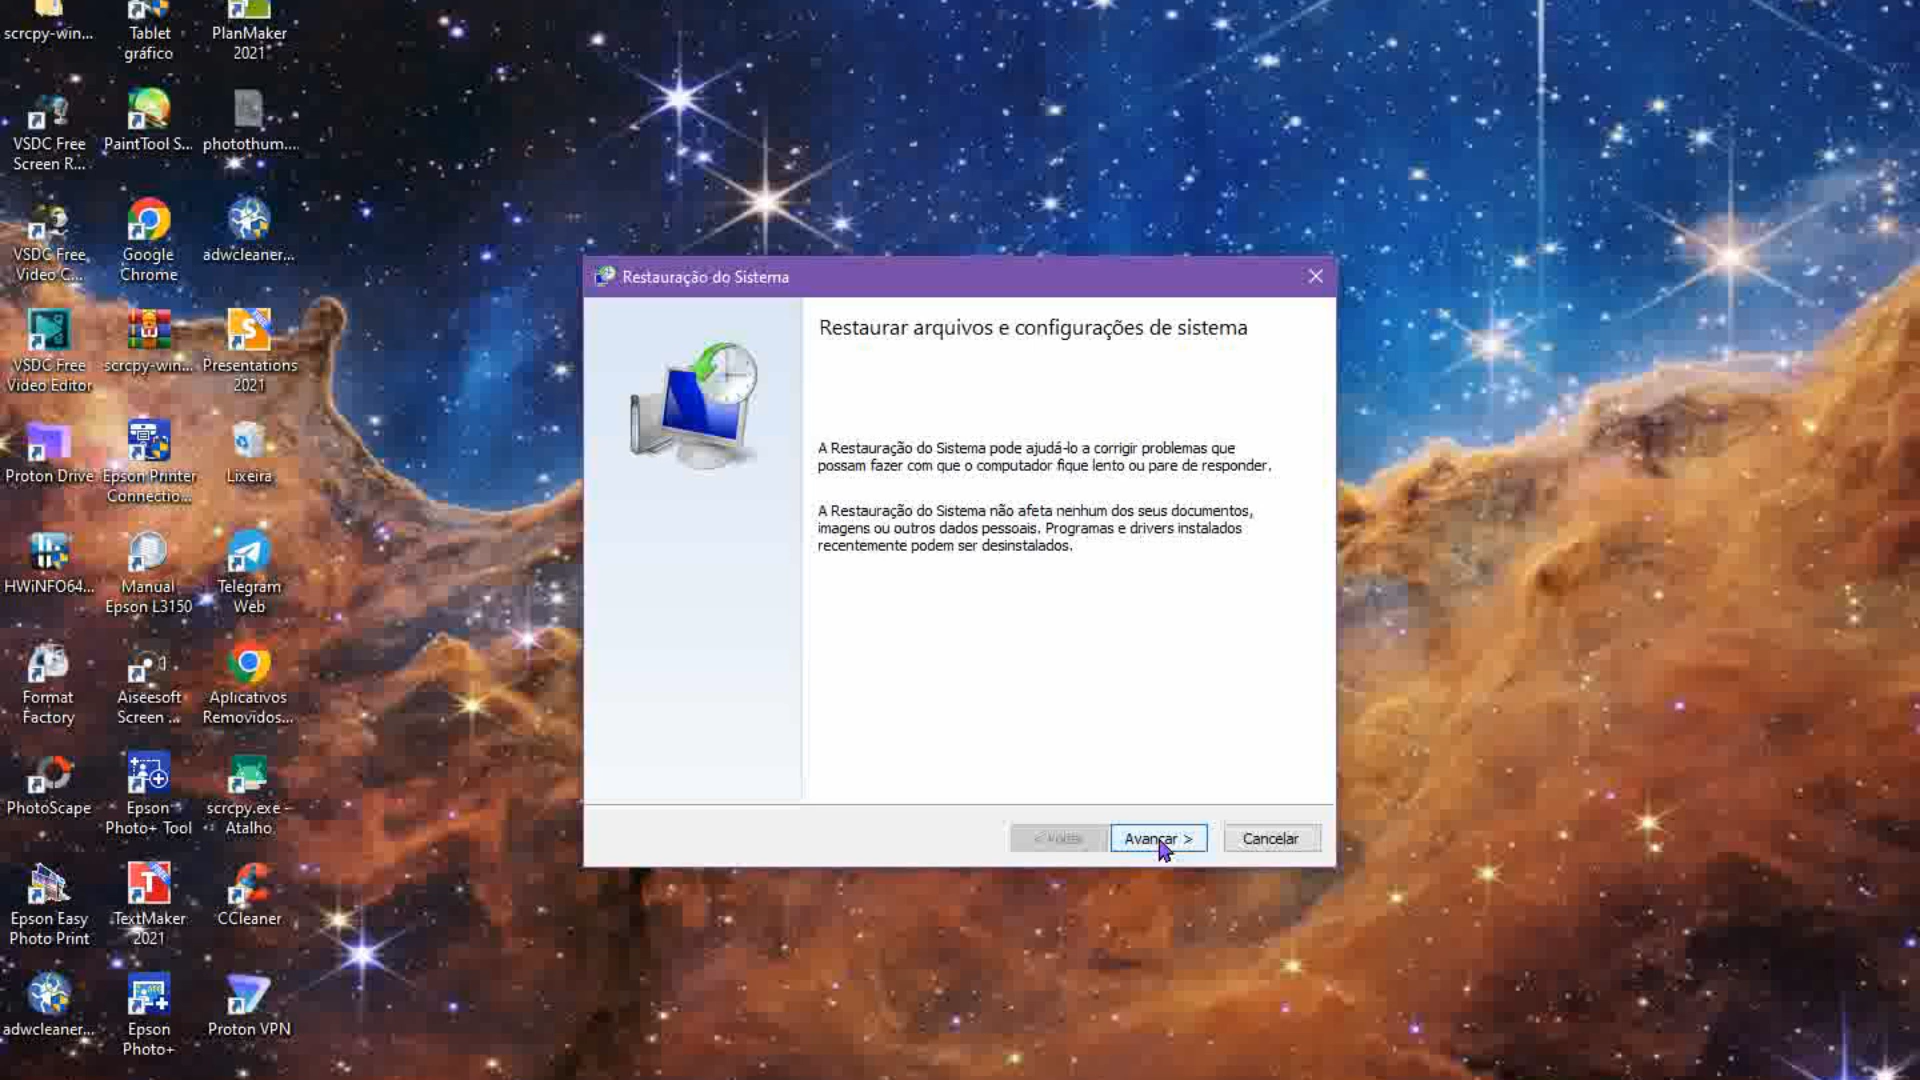 scrcpy-win...
Tablet
gráfico
PlanMaker
2021
VSDC Free
Screen R...
PaintTool S...
photothum....
VSDC Free
Video C...
Google
Chrome
adwcleaner...
VSDC Free
Video Editor
scrcpy-win...
Presentations
2021
Proton Drive
Epson Printer
Connectio...
Lixeira
HWiNFO64...
Manual
Epson L3150
Telegram
Web
Format
Factory
Aiseesoft
Screen ...
Aplicativos
Removidos...
PhotoScape
Epson
Photo+ Tool
scrcpy.exe -
Atalho
Epson Easy
Photo Print
TextMaker
2021
CCleaner
adwcleaner...
Epson
Photo+
Proton VPN
Restauração do Sistema
Restaurar arquivos e configurações de sistema
A Restauração do Sistema pode ajudá-lo a corrigir problemas que
possam fazer com que o computador fique lento ou pare de responder.
A Restauração do Sistema não afeta nenhum dos seus documentos,
imagens ou outros dados pessoais. Programas e drivers instalados
recentemente podem ser desinstalados.
< Voltar
Avançar >
Cancelar